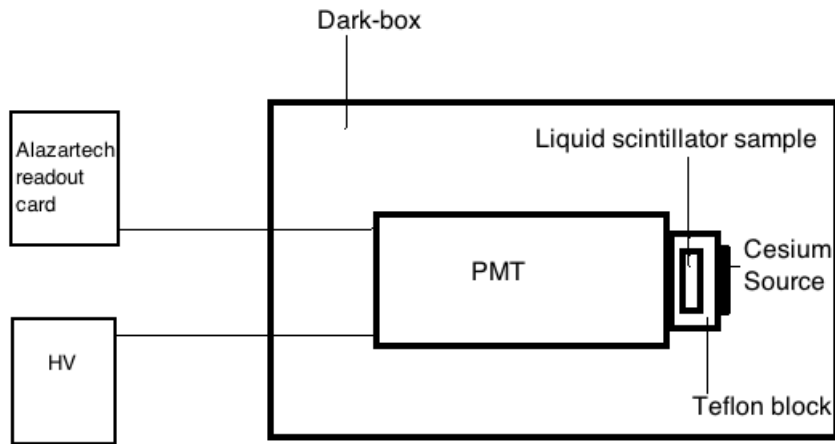 Dark-box
Alazartech
readout
card
Liquid scintillator sample
PMT
Cesium
Source
HV
Teflon block